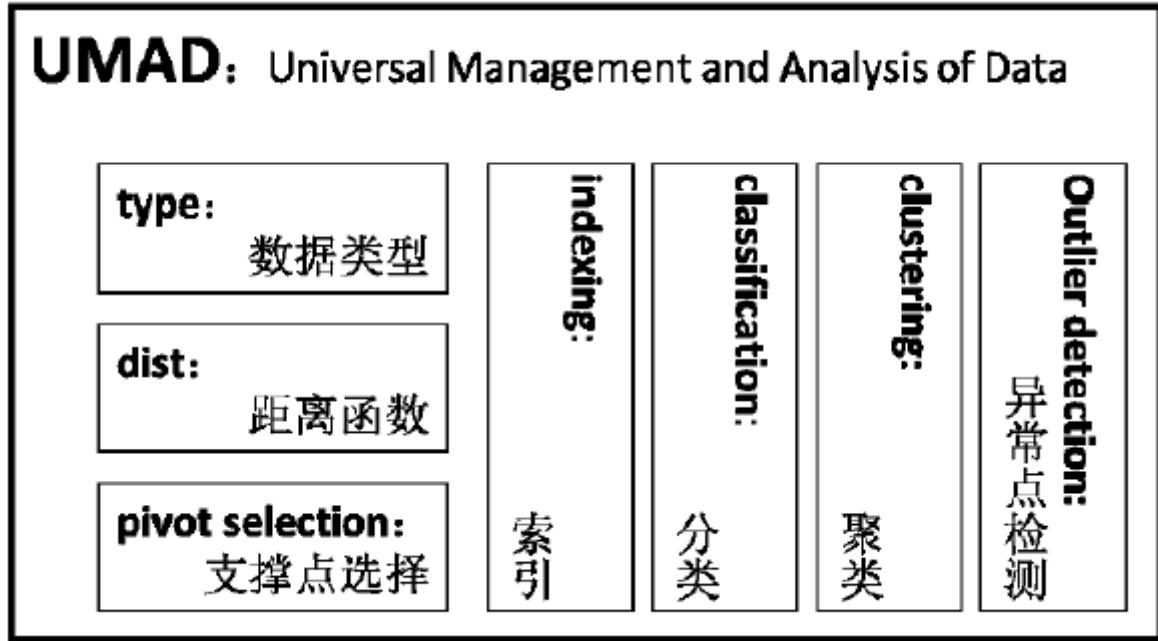 UMAD：Universal Management and Analysis of Data
type：
数据类型
dist：
距离函数
pivot selection：
支撑点选择
indexing:
索引
classification:
分类
clustering:
聚类
Outlier detection:
异常点检测